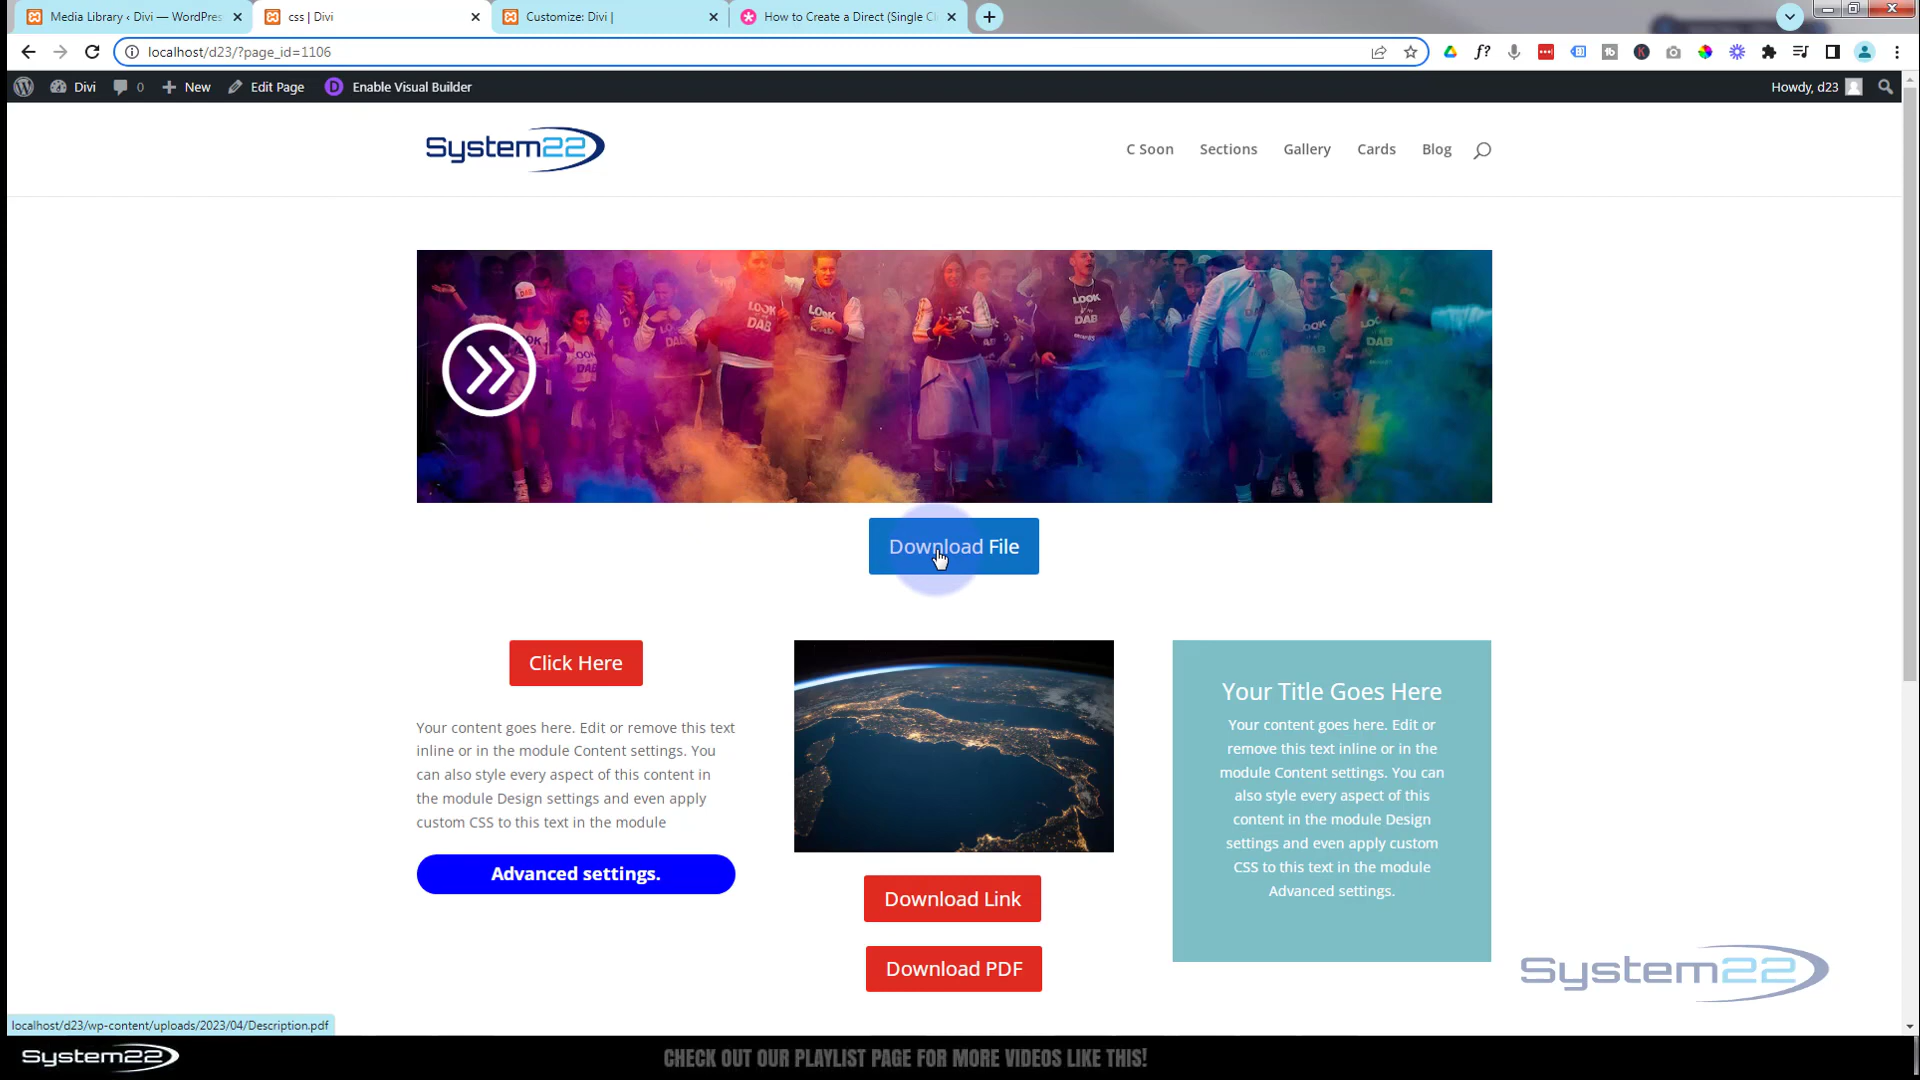 Media Library ‹ Divi — WordPres
css | Divi
Customize: Divi |
How to Create a Direct (Single Cl
localhost/d23/?page_id=1106
Divi
0
New
Edit Page
D
Enable Visual Builder
Howdy, d23
System22
C Soon
Sections
Gallery
Cards
Blog
LOOK DAB
Download File
Click Here
Your content goes here. Edit or remove this text
inline or in the module Content settings. You
can also style every aspect of this content in
the module Design settings and even apply
custom CSS to this text in the module
Advanced settings.
Download Link
Download PDF
Your Title Goes Here
Your content goes here. Edit or
remove this text inline or in the
module Content settings. You can
also style every aspect of this
content in the module Design
settings and even apply custom
CSS to this text in the module
Advanced settings.
System22
localhost/d23/wp-content/uploads/2023/04/Description.pdf
System22
CHECK OUT OUR PLAYLIST PAGE FOR MORE VIDEOS LIKE THIS!